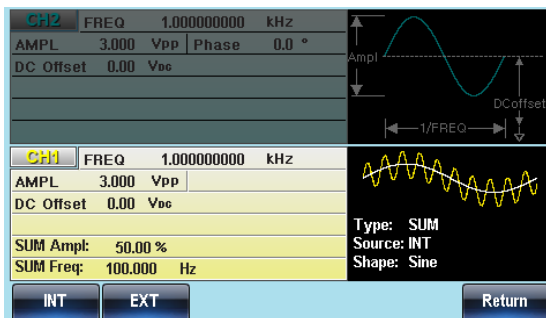 CH2 FREQ 1.000000000 kHz
AMPL 3.000 Vpp Phase 0.0 °
DC Offset 0.00 VDC
Ampl
DCoffset
1/FREQ
CH1 FREQ 1.000000000 kHz
AMPL 3.000 Vpp
DC Offset 0.00 VDC
SUM Ampl: 50.00 %
SUM Freq: 100.000 Hz
Type: SUM
Source: INT
Shape: Sine
INT EXT Return